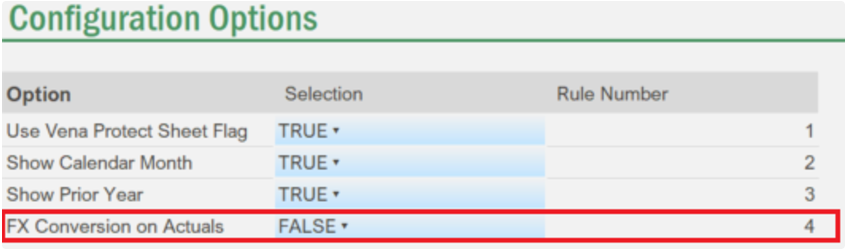 Configuration Options
Option Selection Rule Number
Use Vena Protect Sheet Flag TRUE ▾ 1
Show Calendar Month TRUE ▾ 2
Show Prior Year TRUE ▾ 3
FX Conversion on Actuals FALSE ▾ 4